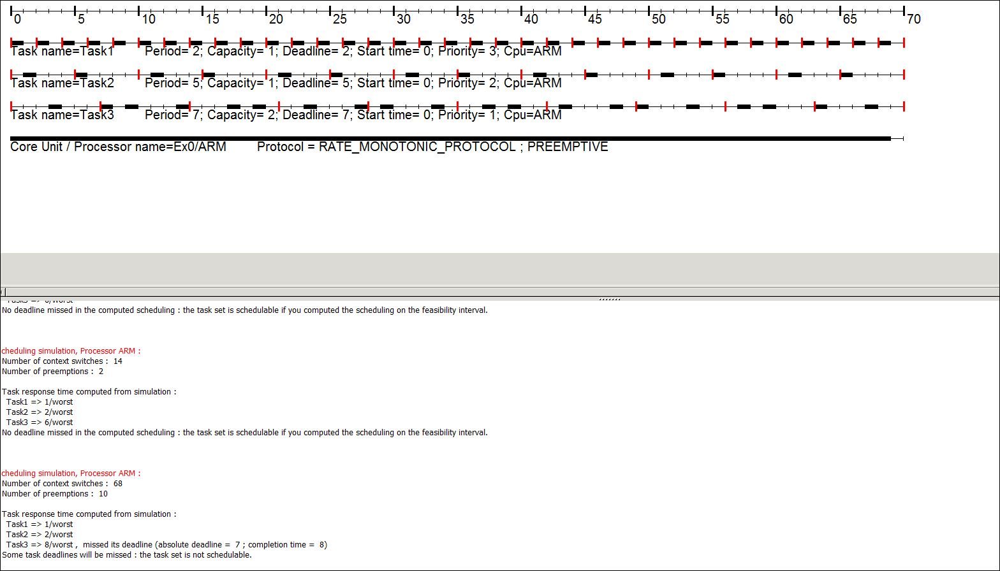 0 5 10 15 20 25 30 35 40 45 50 55 60 65 70
Task name=Task1 Period= 2; Capacity= 1; Deadline= 2; Start time= 0; Priority= 3; Cpu=ARM
Task name=Task2 Period= 5; Capacity= 1; Deadline= 5; Start time= 0; Priority= 2; Cpu=ARM
Task name=Task3 Period= 7; Capacity= 2; Deadline= 7; Start time= 0; Priority= 1; Cpu=ARM
Core Unit / Processor name=Ex0/ARM Protocol = RATE_MONOTONIC_PROTOCOL ; PREEMPTIVE
Task3 => 6/worst
No deadline missed in the computed scheduling : the task set is schedulable if you computed the scheduling on the feasibility interval.
cheduling simulation, Processor ARM :
Number of context switches : 14
Number of preemptions : 2
Task response time computed from simulation :
Task1 => 1/worst
Task2 => 2/worst
Task3 => 6/worst
No deadline missed in the computed scheduling : the task set is schedulable if you computed the scheduling on the feasibility interval.
cheduling simulation, Processor ARM :
Number of context switches : 68
Number of preemptions : 10
Task response time computed from simulation :
Task1 => 1/worst
Task2 => 2/worst
Task3 => 8/worst , missed its deadline (absolute deadline = 7 ; completion time = 8)
Some task deadlines will be missed : the task set is not schedulable.